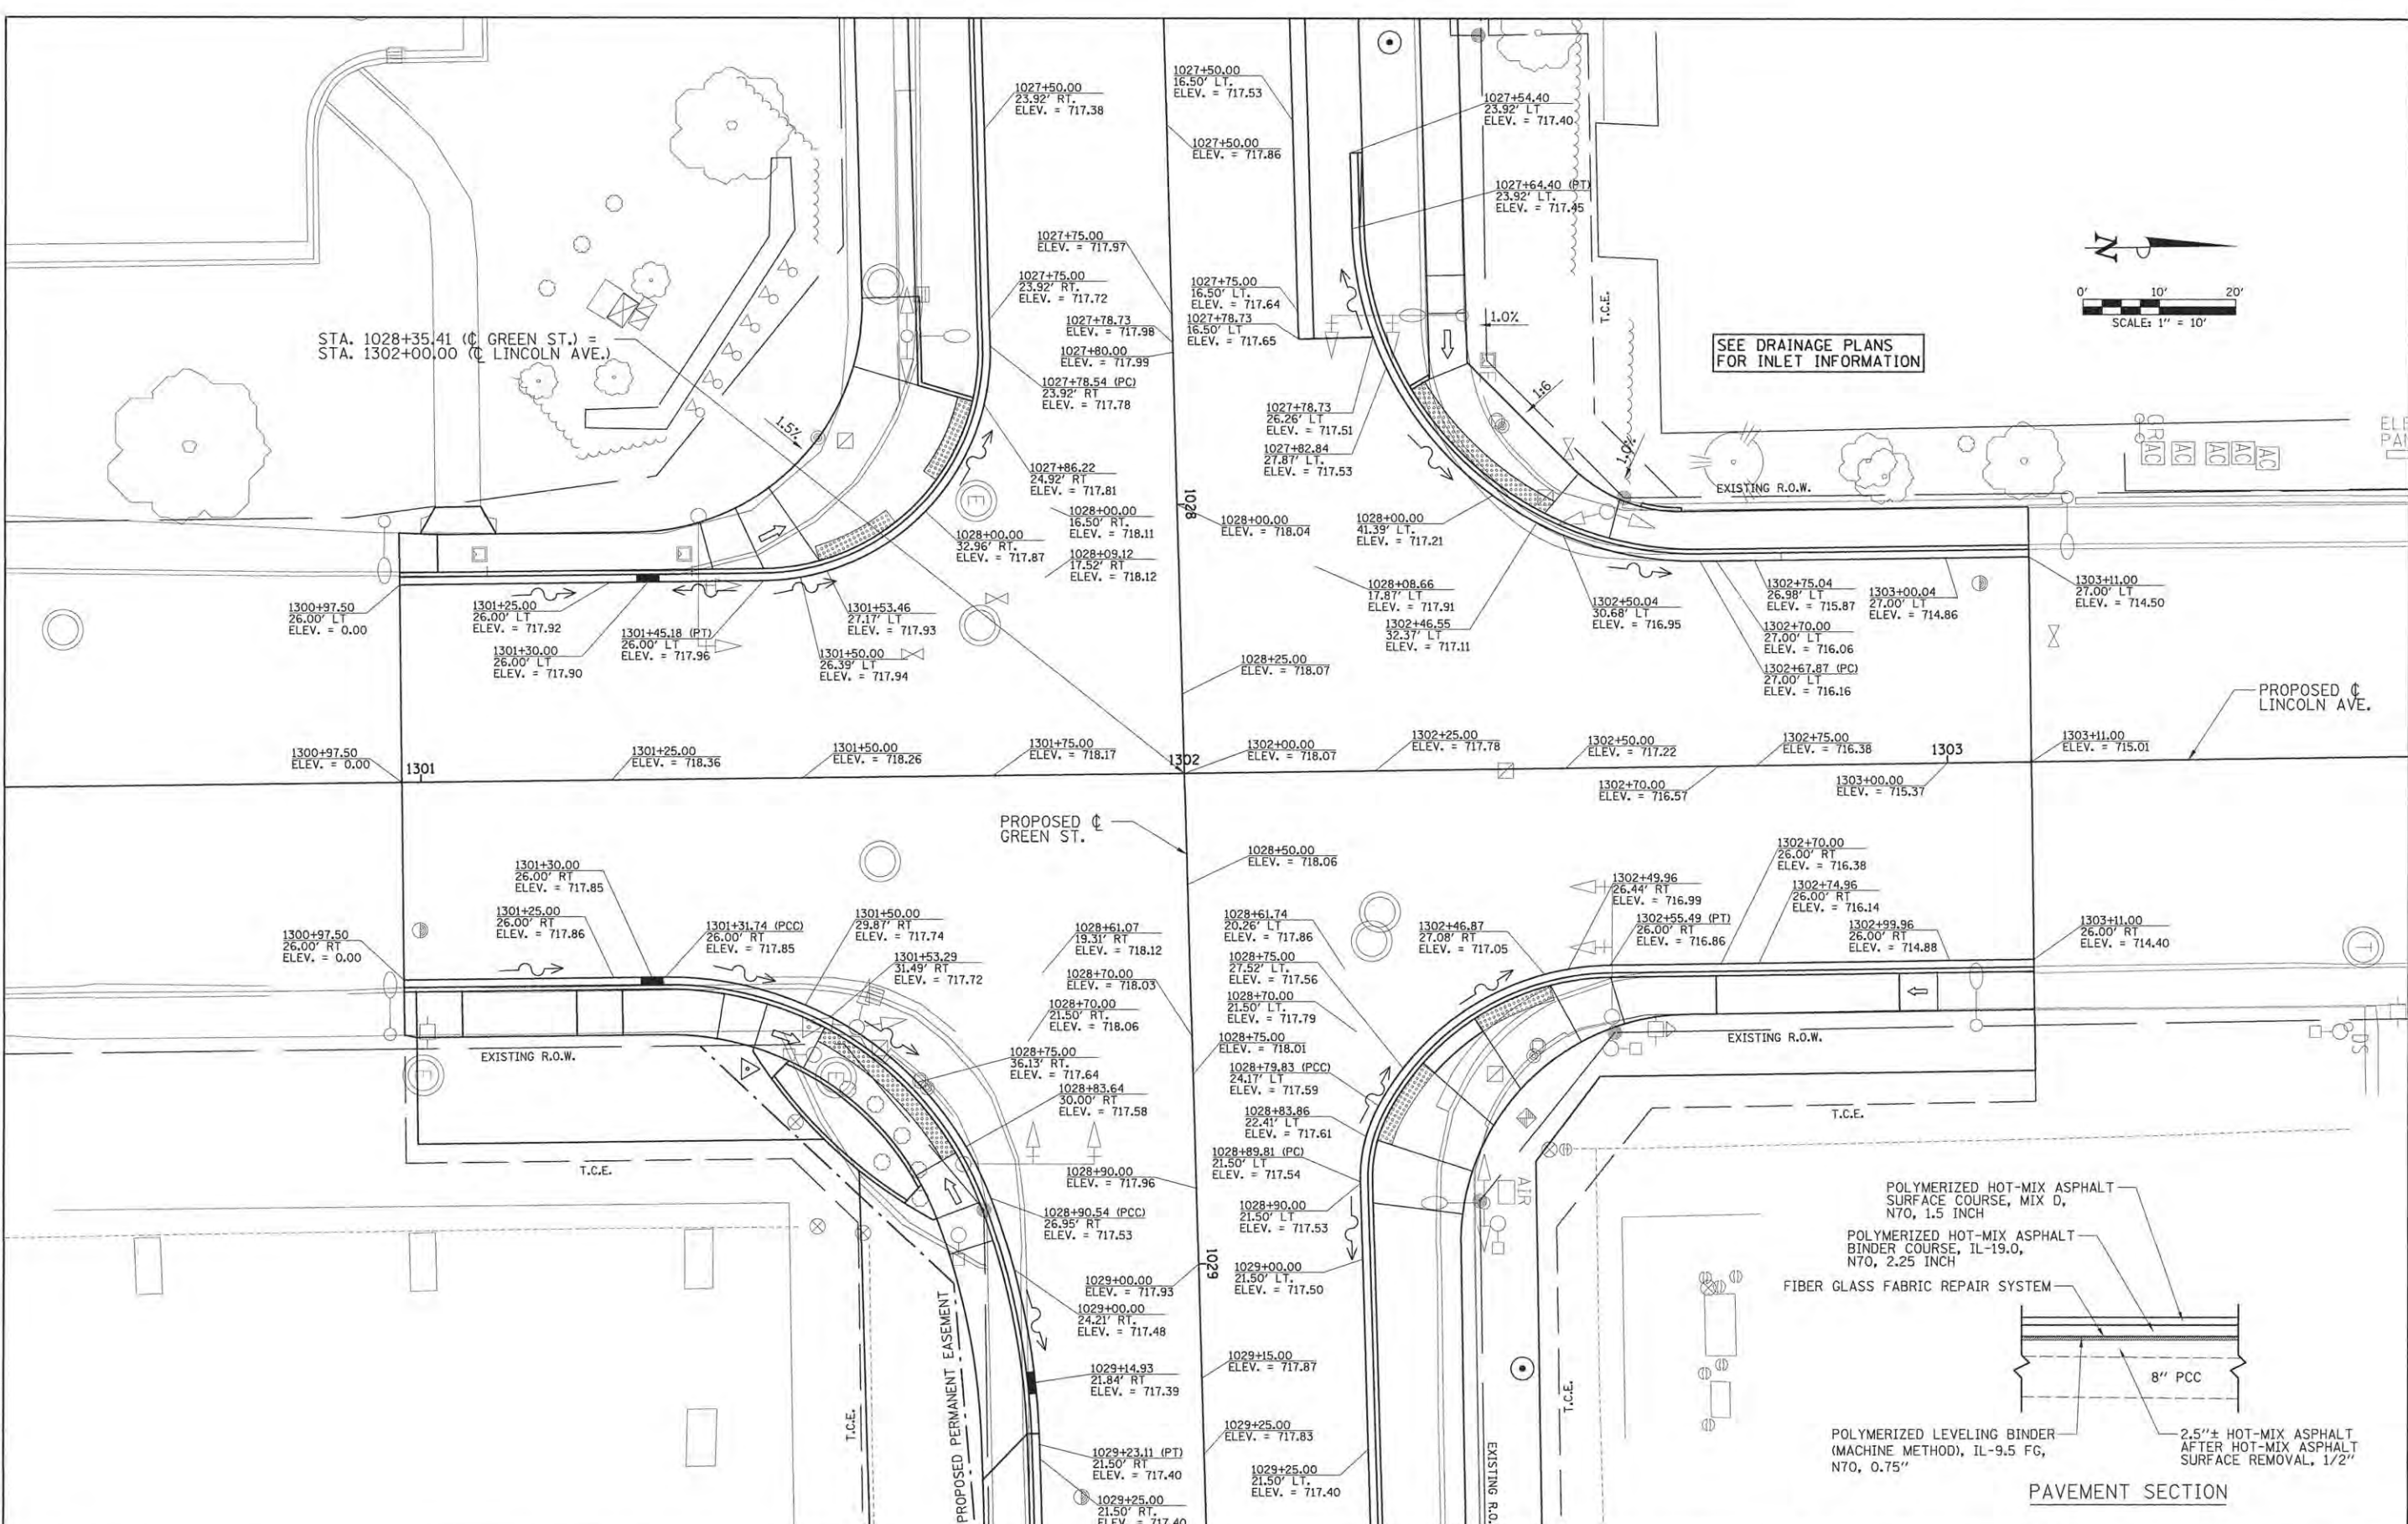 1027+50.00
23.92' RT.
ELEV. = 717.38
1027+50.00
16.50' LT.
ELEV. = 717.53
1027+50.00
ELEV. = 717.86
1027+54.40
23.92' LT
ELEV. = 717.40
1027+64.40 (PT)
23.92' LT.
ELEV. = 717.45
T.C.E.
N
0' 10' 20'
SCALE: 1" = 10'
SEE DRAINAGE PLANS
FOR INLET INFORMATION
STA. 1028+35.41 (℄ GREEN ST.) =
STA. 1302+00.00 (℄ LINCOLN AVE.)
1027+75.00
ELEV. = 717.97
1027+75.00
23.92' RT.
ELEV. = 717.72
1027+78.73
ELEV. = 717.98
1027+80.00
ELEV. = 717.99
1027+78.54 (PC)
23.92' RT
ELEV. = 717.78
1027+75.00
16.50' LT.
ELEV. = 717.64
1027+78.73
16.50' LT
ELEV. = 717.65
1.0%
1:6
1.0%
1.5%
1027+78.73
26.26' LT
ELEV. = 717.51
1027+82.84
27.87' LT.
ELEV. = 717.53
1027+86.22
24.92' RT
ELEV. = 717.81
1028+00.00
16.50' RT.
ELEV. = 718.11
1028+00.00
32.96' RT.
ELEV. = 717.87
1028+09.12
17.52' RT
ELEV. = 718.12
1028
1028+00.00
ELEV. = 718.04
1028+00.00
41.39' LT.
ELEV. = 717.21
1028+08.66
17.87' LT
ELEV. = 717.91
EXISTING R.O.W.
GR
AC
AC
AC
AC
AC
E
1300+97.50
26.00' LT
ELEV. = 0.00
1301+25.00
26.00' LT
ELEV. = 717.92
1301+30.00
26.00' LT
ELEV. = 717.90
1301+45.18 (PT)
26.00' LT
ELEV. = 717.96
1301+53.46
27.17' LT
ELEV. = 717.93
1301+50.00
26.39' LT
ELEV. = 717.94
1302+46.55
32.37' LT
ELEV. = 717.11
1302+50.04
30.68' LT
ELEV. = 716.95
1302+75.04
26.98' LT
ELEV. = 715.87
1302+70.00
27.00' LT
ELEV. = 716.06
1302+67.87 (PC)
27.00' LT
ELEV. = 716.16
1303+00.04
27.00' LT
ELEV. = 714.86
1303+11.00
27.00' LT
ELEV. = 714.50
1028+25.00
ELEV. = 718.07
PROPOSED ℄
LINCOLN AVE.
1300+97.50
ELEV. = 0.00
1301
1301+25.00
ELEV. = 718.36
1301+50.00
ELEV. = 718.26
1301+75.00
ELEV. = 718.17
1302
1302+00.00
ELEV. = 718.07
1302+25.00
ELEV. = 717.78
1302+50.00
ELEV. = 717.22
1302+70.00
ELEV. = 716.57
1302+75.00
ELEV. = 716.38
1303
1303+00.00
ELEV. = 715.37
1303+11.00
ELEV. = 715.01
PROPOSED ℄
GREEN ST.
1028+50.00
ELEV. = 718.06
1301+30.00
26.00' RT
ELEV. = 717.85
1301+25.00
26.00' RT
ELEV. = 717.86
1300+97.50
26.00' RT
ELEV. = 0.00
1301+31.74 (PCC)
26.00' RT
ELEV. = 717.85
1301+50.00
29.87' RT
ELEV. = 717.74
1301+53.29
31.49' RT
ELEV. = 717.72
1028+61.07
19.31' RT
ELEV. = 718.12
1028+70.00
ELEV. = 718.03
1028+70.00
21.50' RT.
ELEV. = 718.06
1028+75.00
36.13' RT.
ELEV. = 717.64
1028+83.64
30.00' RT
ELEV. = 717.58
1028+61.74
20.26' LT
ELEV. = 717.86
1028+75.00
27.52' LT.
ELEV. = 717.56
1028+70.00
21.50' LT
ELEV. = 717.79
1028+75.00
ELEV. = 718.01
1028+79.83 (PCC)
24.17' LT
ELEV. = 717.59
1028+83.86
22.41' LT
ELEV. = 717.61
1028+89.81 (PC)
21.50' LT
ELEV. = 717.54
1028+90.00
21.50' LT
ELEV. = 717.53
1302+46.87
27.08' RT
ELEV. = 717.05
1302+49.96
26.44' RT
ELEV. = 716.99
1302+55.49 (PT)
26.00' RT
ELEV. = 716.86
1302+70.00
26.00' RT
ELEV. = 716.38
1302+74.96
26.00' RT
ELEV. = 716.14
1302+99.96
26.00' RT
ELEV. = 714.88
1303+11.00
26.00' RT
ELEV. = 714.40
T
EXISTING R.O.W.
EXISTING R.O.W.
E
E
DS
AIR
T.C.E.
T.C.E.
1028+90.00
ELEV. = 717.96
1028+90.54 (PCC)
26.95' RT
ELEV. = 717.53
1029
1029+00.00
ELEV. = 717.93
1029+00.00
24.21' RT.
ELEV. = 717.48
1029+00.00
21.50' LT.
ELEV. = 717.50
1029+14.93
21.84' RT
ELEV. = 717.39
1029+15.00
ELEV. = 717.87
1029+23.11 (PT)
21.50' RT
ELEV. = 717.40
1029+25.00
ELEV. = 717.83
1029+25.00
21.50' LT.
ELEV. = 717.40
1029+25.00
21.50' RT.
ELEV. = 717.40
T.C.E.
PROPOSED PERMANENT EASEMENT
EXISTING R.O.
T.C.E.
POLYMERIZED HOT-MIX ASPHALT
SURFACE COURSE, MIX D,
N70, 1.5 INCH
POLYMERIZED HOT-MIX ASPHALT
BINDER COURSE, IL-19.0,
N70, 2.25 INCH
FIBER GLASS FABRIC REPAIR SYSTEM
8" PCC
POLYMERIZED LEVELING BINDER
(MACHINE METHOD), IL-9.5 FG,
N70, 0.75"
2.5"± HOT-MIX ASPHALT
AFTER HOT-MIX ASPHALT
SURFACE REMOVAL, 1/2"
PAVEMENT SECTION